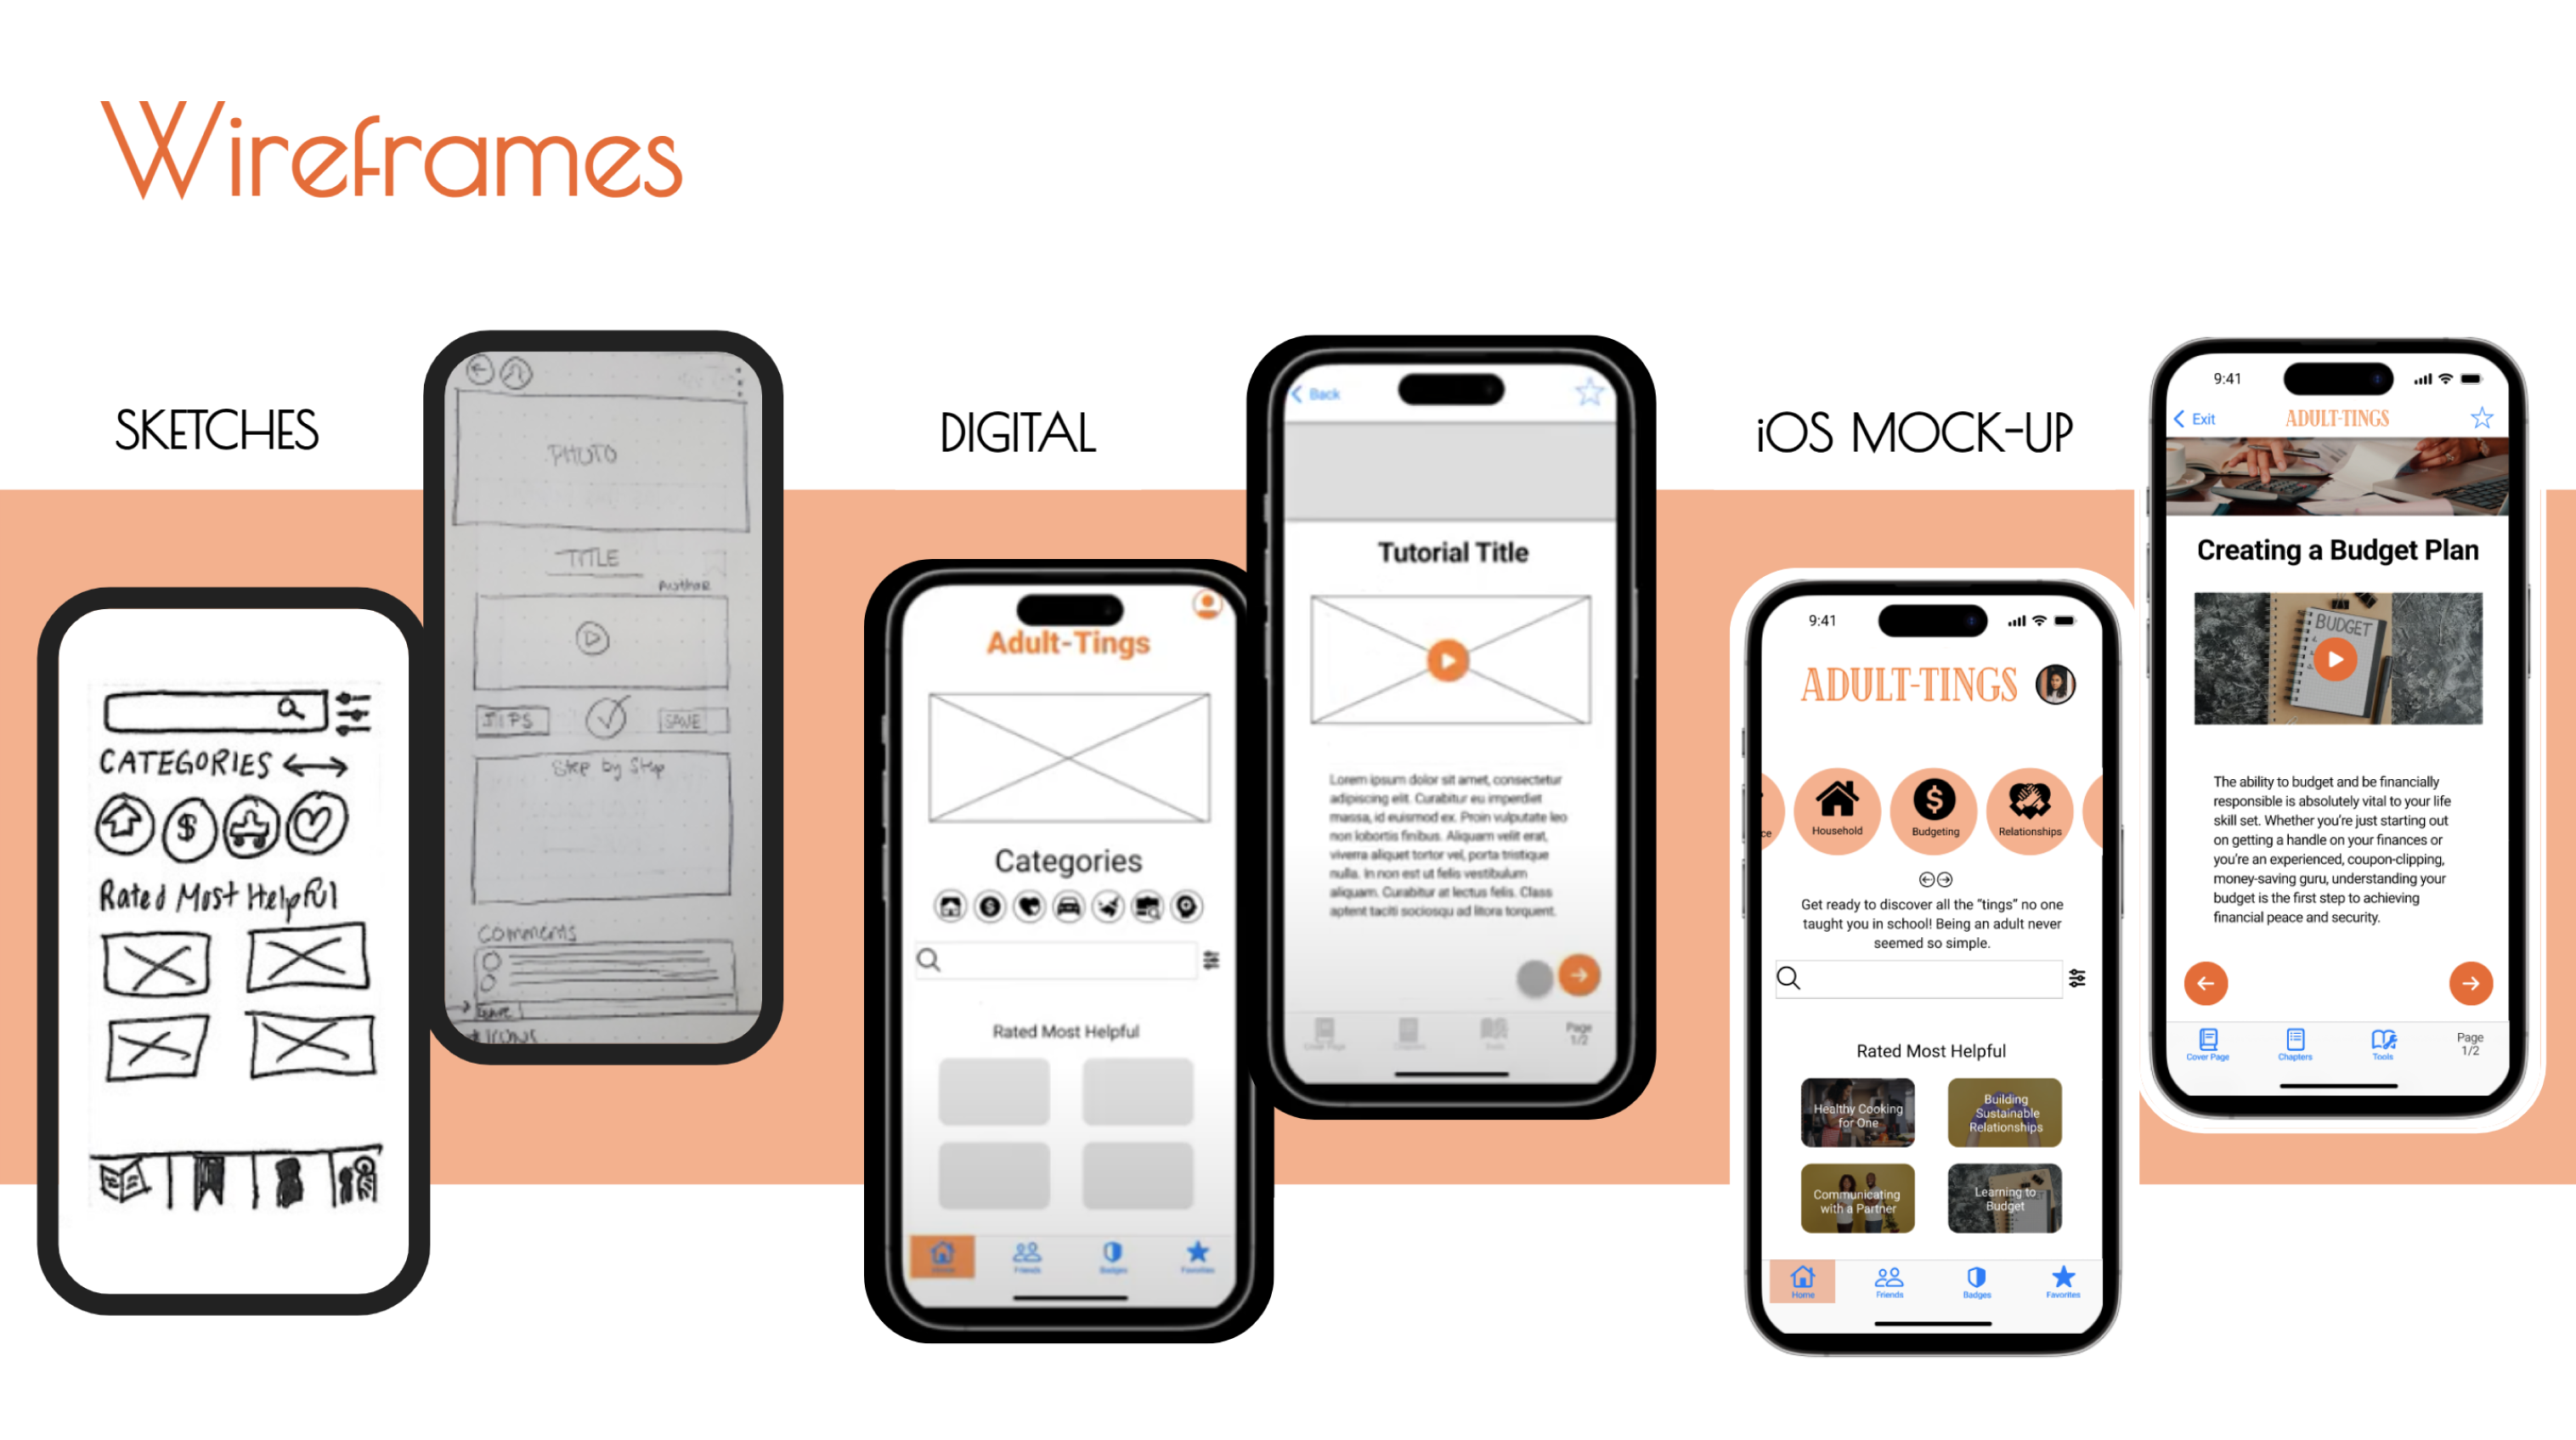 Wireframes
SKETCHES
CATEGORIES
$
Rated Most Helpful
PHOTO
TITLE
Author
TIPS
SAVE
Step by Step
Comments
DIGITAL
Adult-Tings
Categories
Rated Most Helpful
Home
Friends
Badges
Favorites
Back
Tutorial Title
Lorem ipsum dolor sit amet, consectetur
adipiscing elit. Curabitur eu imperdiet
massa, id euismod ex. Proin vulputate leo
non lobortis finibus. Aliquam velit erat,
viverra aliquet tortor vel, porta tristique
nulla. In non est ut felis vestibulum
aliquam. Curabitur at lectus felis. Class
aptent taciti sociosqu ad litora torquent.
Cover Page
Page
1/2
iOS MOCK-UP
9:41
ADULT-TINGS
ce
Household
Budgeting
Relationships
Get ready to discover all the “tings” no one
taught you in school! Being an adult never
seemed so simple.
Rated Most Helpful
Healthy Cooking
for One
Building
Sustainable
Relationships
Communicating
with a Partner
Learning to
Budget
Home
Friends
Badges
Favorites
9:41
Exit
ADULT-TINGS
Creating a Budget Plan
BUDGET
The ability to budget and be financially
responsible is absolutely vital to your life
skill set. Whether you’re just starting out
on getting a handle on your finances or
you’re an experienced, coupon-clipping,
money-saving guru, understanding your
budget is the first step to achieving
financial peace and security.
Cover Page
Chapters
Tools
Page
1/2